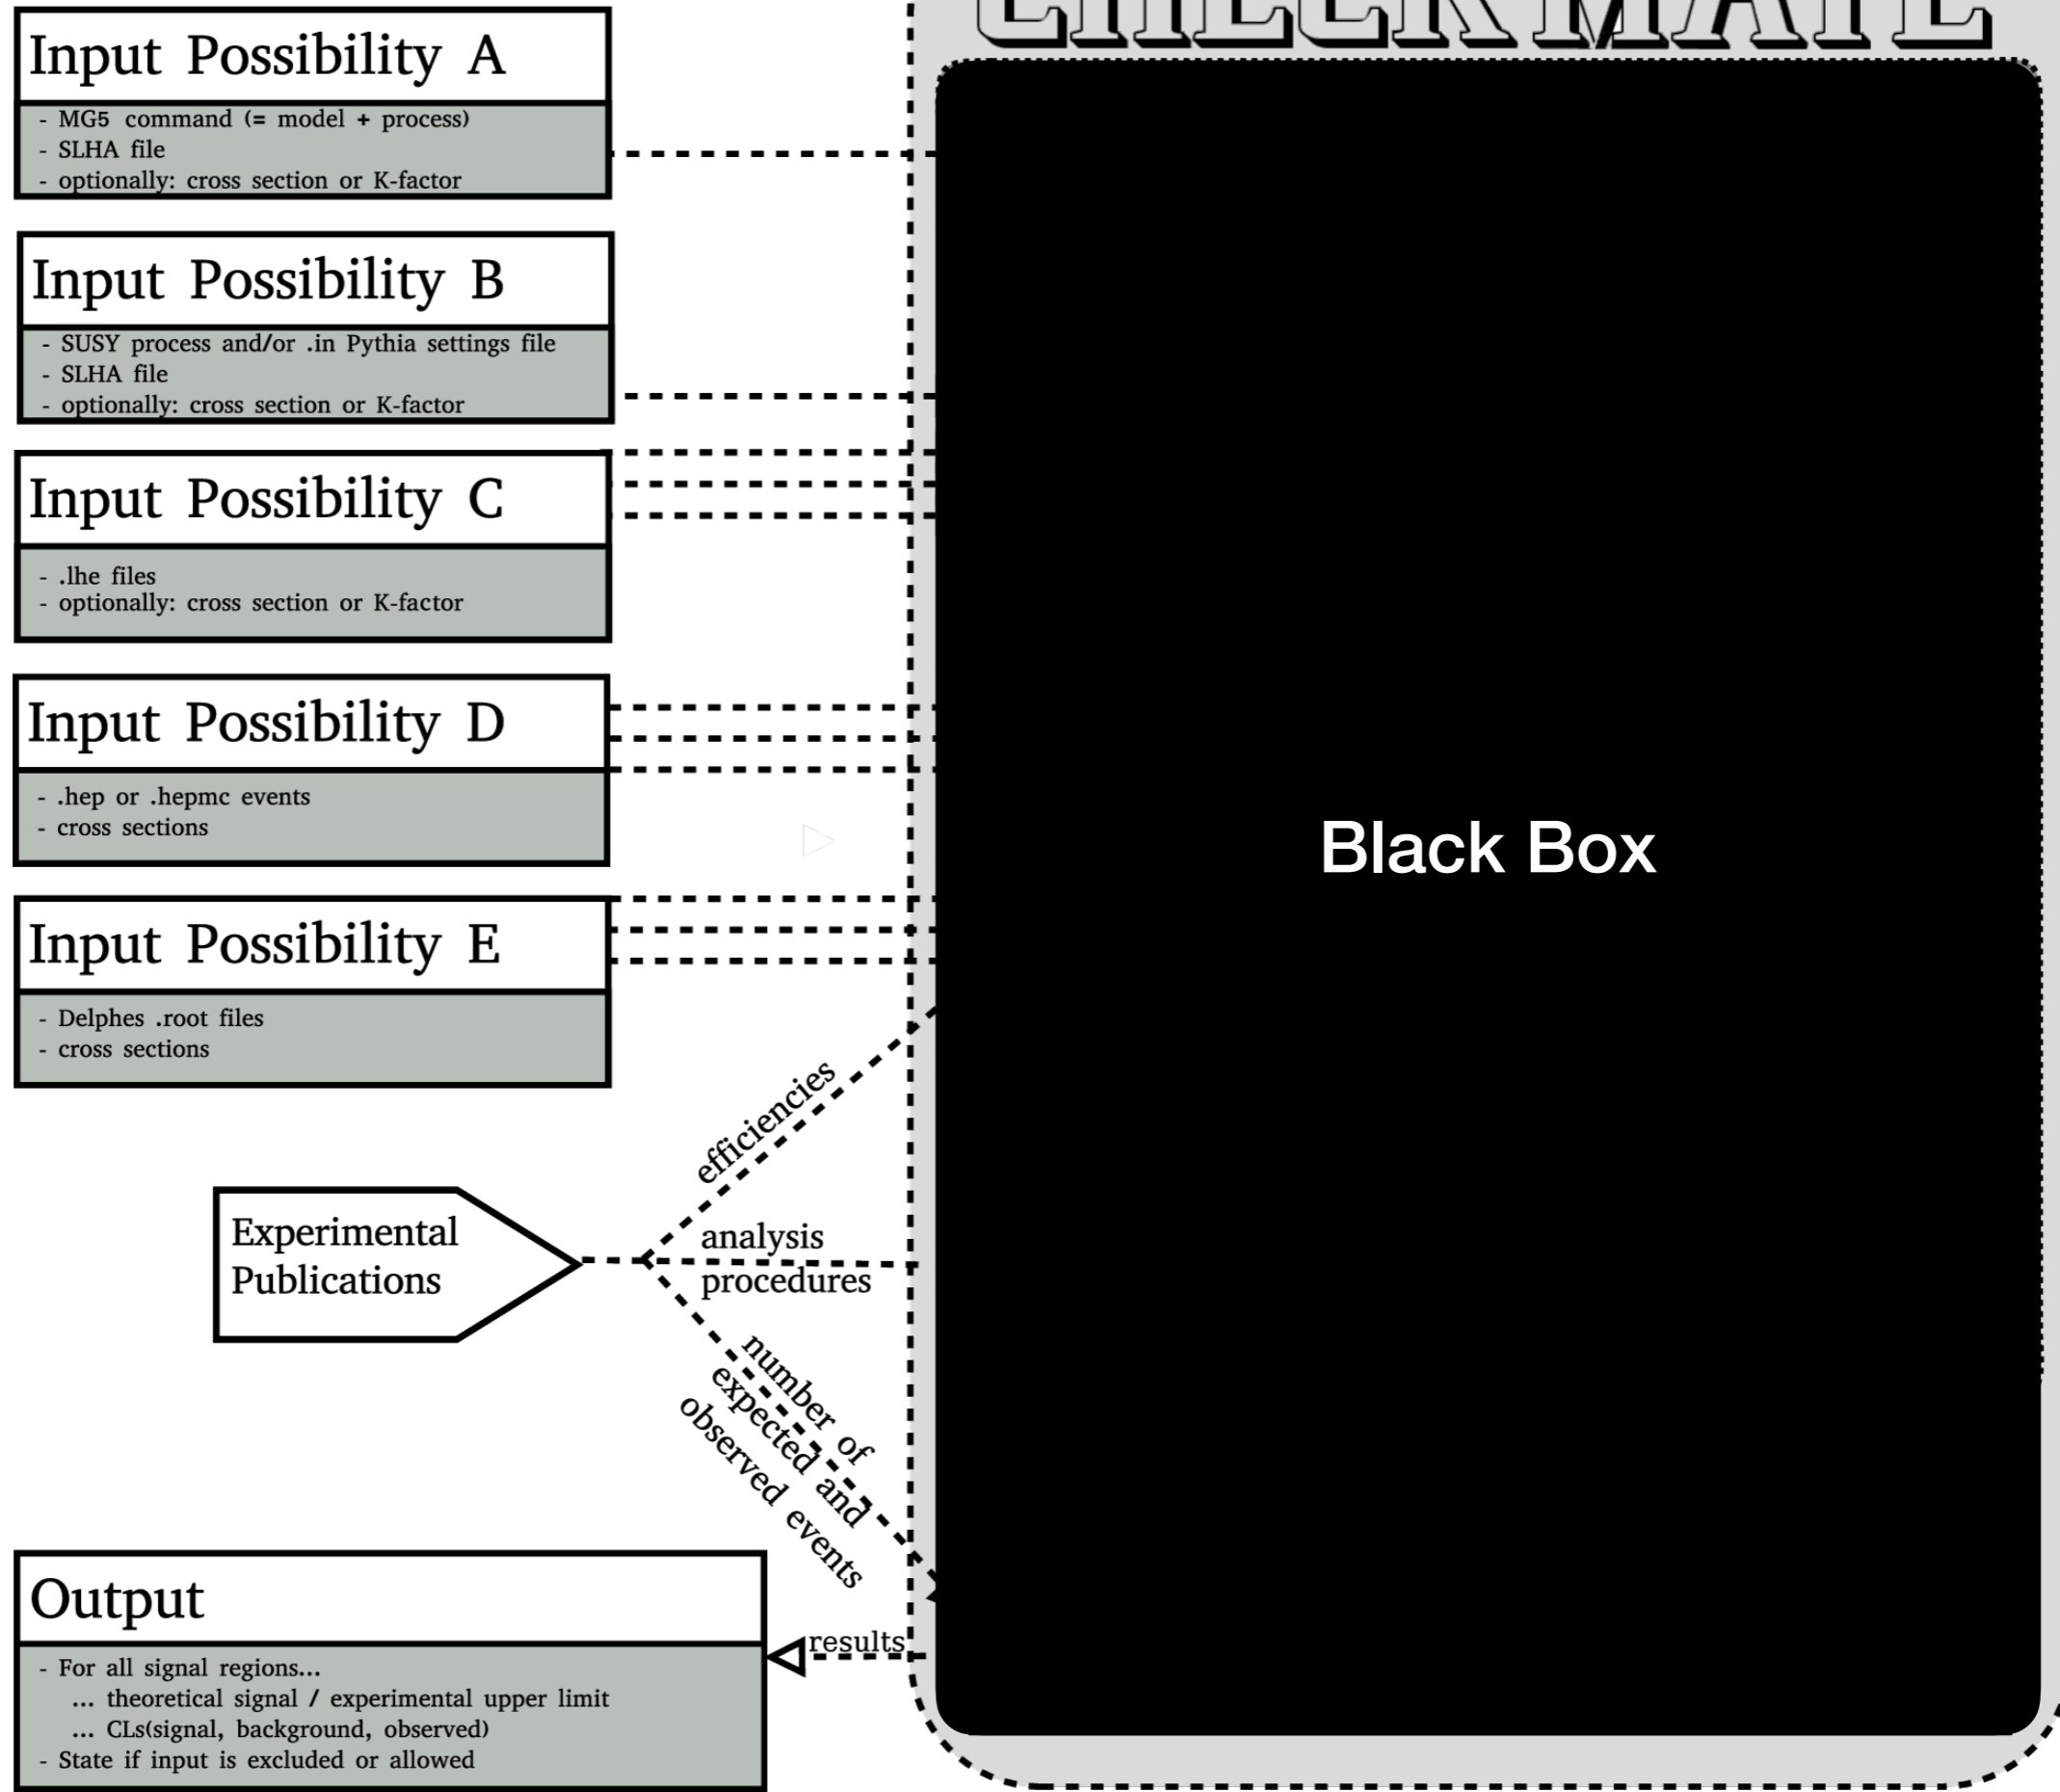 CHECKMATE
Input Possibility A
- MG5 command (= model + process)
- SLHA file
- optionally: cross section or K-factor
Input Possibility B
- SUSY process and/or .in Pythia settings file
- SLHA file
- optionally: cross section or K-factor
Input Possibility C
- .lhe files
- optionally: cross section or K-factor
Input Possibility D
- .hep or .hepmc events
- cross sections
Black Box
Input Possibility E
- Delphes .root files
- cross sections
efficiencies
Experimental
Publications
analysis
procedures
number of
expected and
observed events
Output
results
- For all signal regions...
... theoretical signal / experimental upper limit
... CLs(signal, background, observed)
- State if input is excluded or allowed